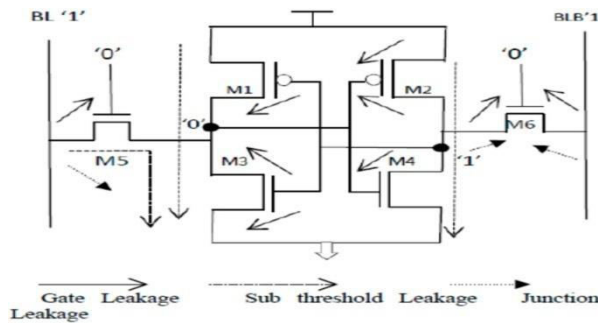 BL '1'
BLB'1
'0'
'0'
M1
M2
'0'
M6
M5
M3
M4
'1'
Gate Leakage Sub threshold Leakage Junction
Leakage